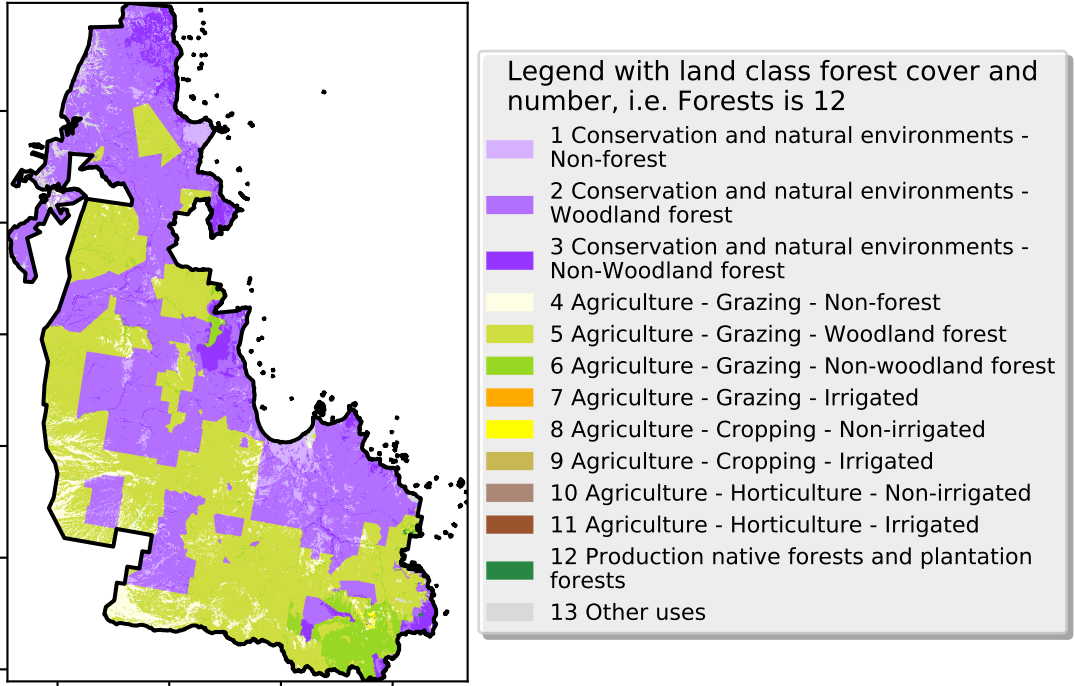 Legend with land class forest cover and
number, i.e. Forests is 12
1 Conservation and natural environments -
Non-forest
2 Conservation and natural environments -
Woodland forest
3 Conservation and natural environments -
Non-Woodland forest
4 Agriculture - Grazing - Non-forest
5 Agriculture - Grazing - Woodland forest
6 Agriculture - Grazing - Non-woodland forest
7 Agriculture - Grazing - Irrigated
8 Agriculture - Cropping - Non-irrigated
9 Agriculture - Cropping - Irrigated
10 Agriculture - Horticulture - Non-irrigated
11 Agriculture - Horticulture - Irrigated
12 Production native forests and plantation
forests
13 Other uses